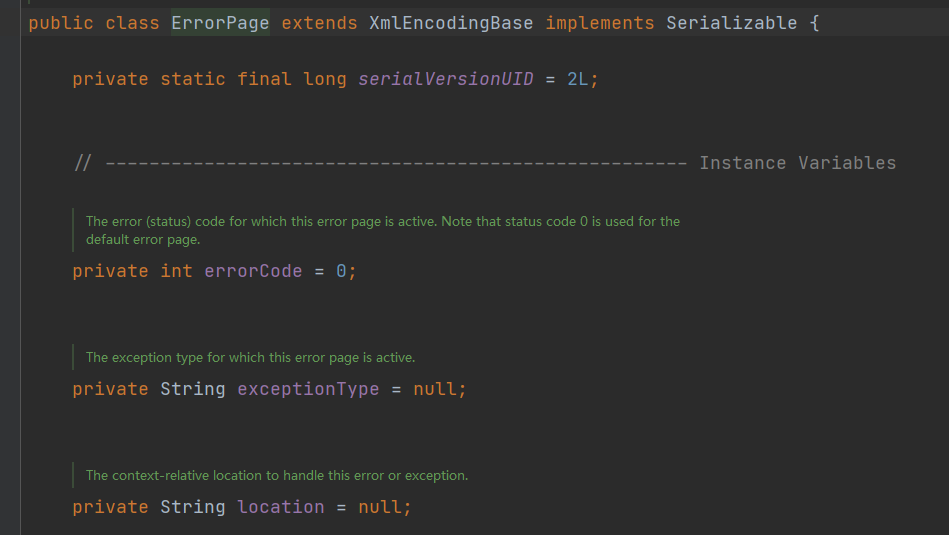 public class ErrorPage extends XmlEncodingBase implements Serializable {
private static final long serialVersionUID = 2L;
// ----------------------------------------------------- Instance Variables
The error (status) code for which this error page is active. Note that status code 0 is used for the
default error page.
private int errorCode = 0;
The exception type for which this error page is active.
private String exceptionType = null;
The context-relative location to handle this error or exception.
private String location = null;